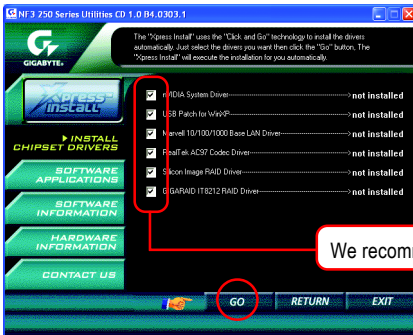 NF3 250 Series Utilities CD 1.0 B4.0303.1
GIGABYTE
The "Xpress Install" uses the "Click and Go" technology to install the drivers
automatically. Just select the drivers you want then click the "Go" button, The
"Xpress Install" will execute the installation for you automatically.
Xpress-
INSTALL
INSTALL
CHIPSET DRIVERS
SOFTWARE
APPLICATIONS
SOFTWARE
INFORMATION
HARDWARE
INFORMATION
CONTACT US
nVIDIA System Driver not installed
USB Patch for WinXP not installed
Marvell 10/100/1000 Base LAN Driver not installed
RealTek AC97 Codec Driver not installed
Silicon Image RAID Driver not installed
GIGARAID IT8212 RAID Driver not installed
We recom
GO RETURN EXIT